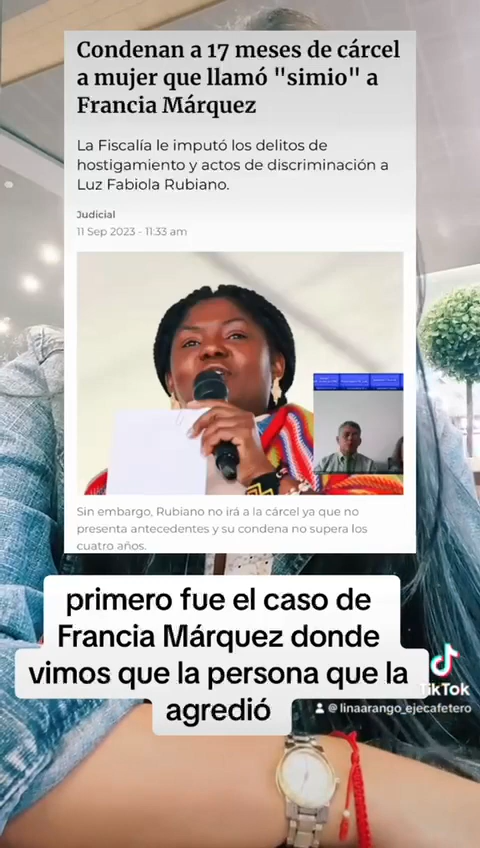 Condenan a 17 meses de cárcel
a mujer que llamó "simio" a
Francia Márquez
La Fiscalía le imputó los delitos de
hostigamiento y actos de discriminación a
Luz Fabiola Rubiano.
Judicial
11 Sep 2023 - 11:33 am
Sin embargo, Rubiano no irá a la cárcel ya que no
presenta antecedentes y su condena no supera los
cuatro años.
primero fue el caso de
Francia Márquez donde
vimos que la persona que la
agredió
TikTok
@linaarango_ejecafetero